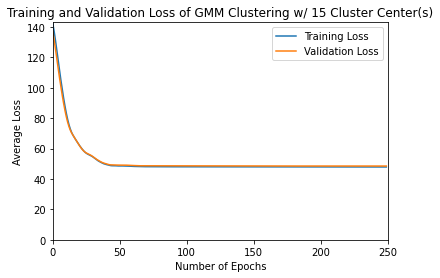 Training and Validation Loss of GMM Clustering w/ 15 Cluster Center(s)
Training Loss
Validation Loss
Average Loss
140
120
100
80
60
40
20
0
0 50 100 150 200 250
Number of Epochs